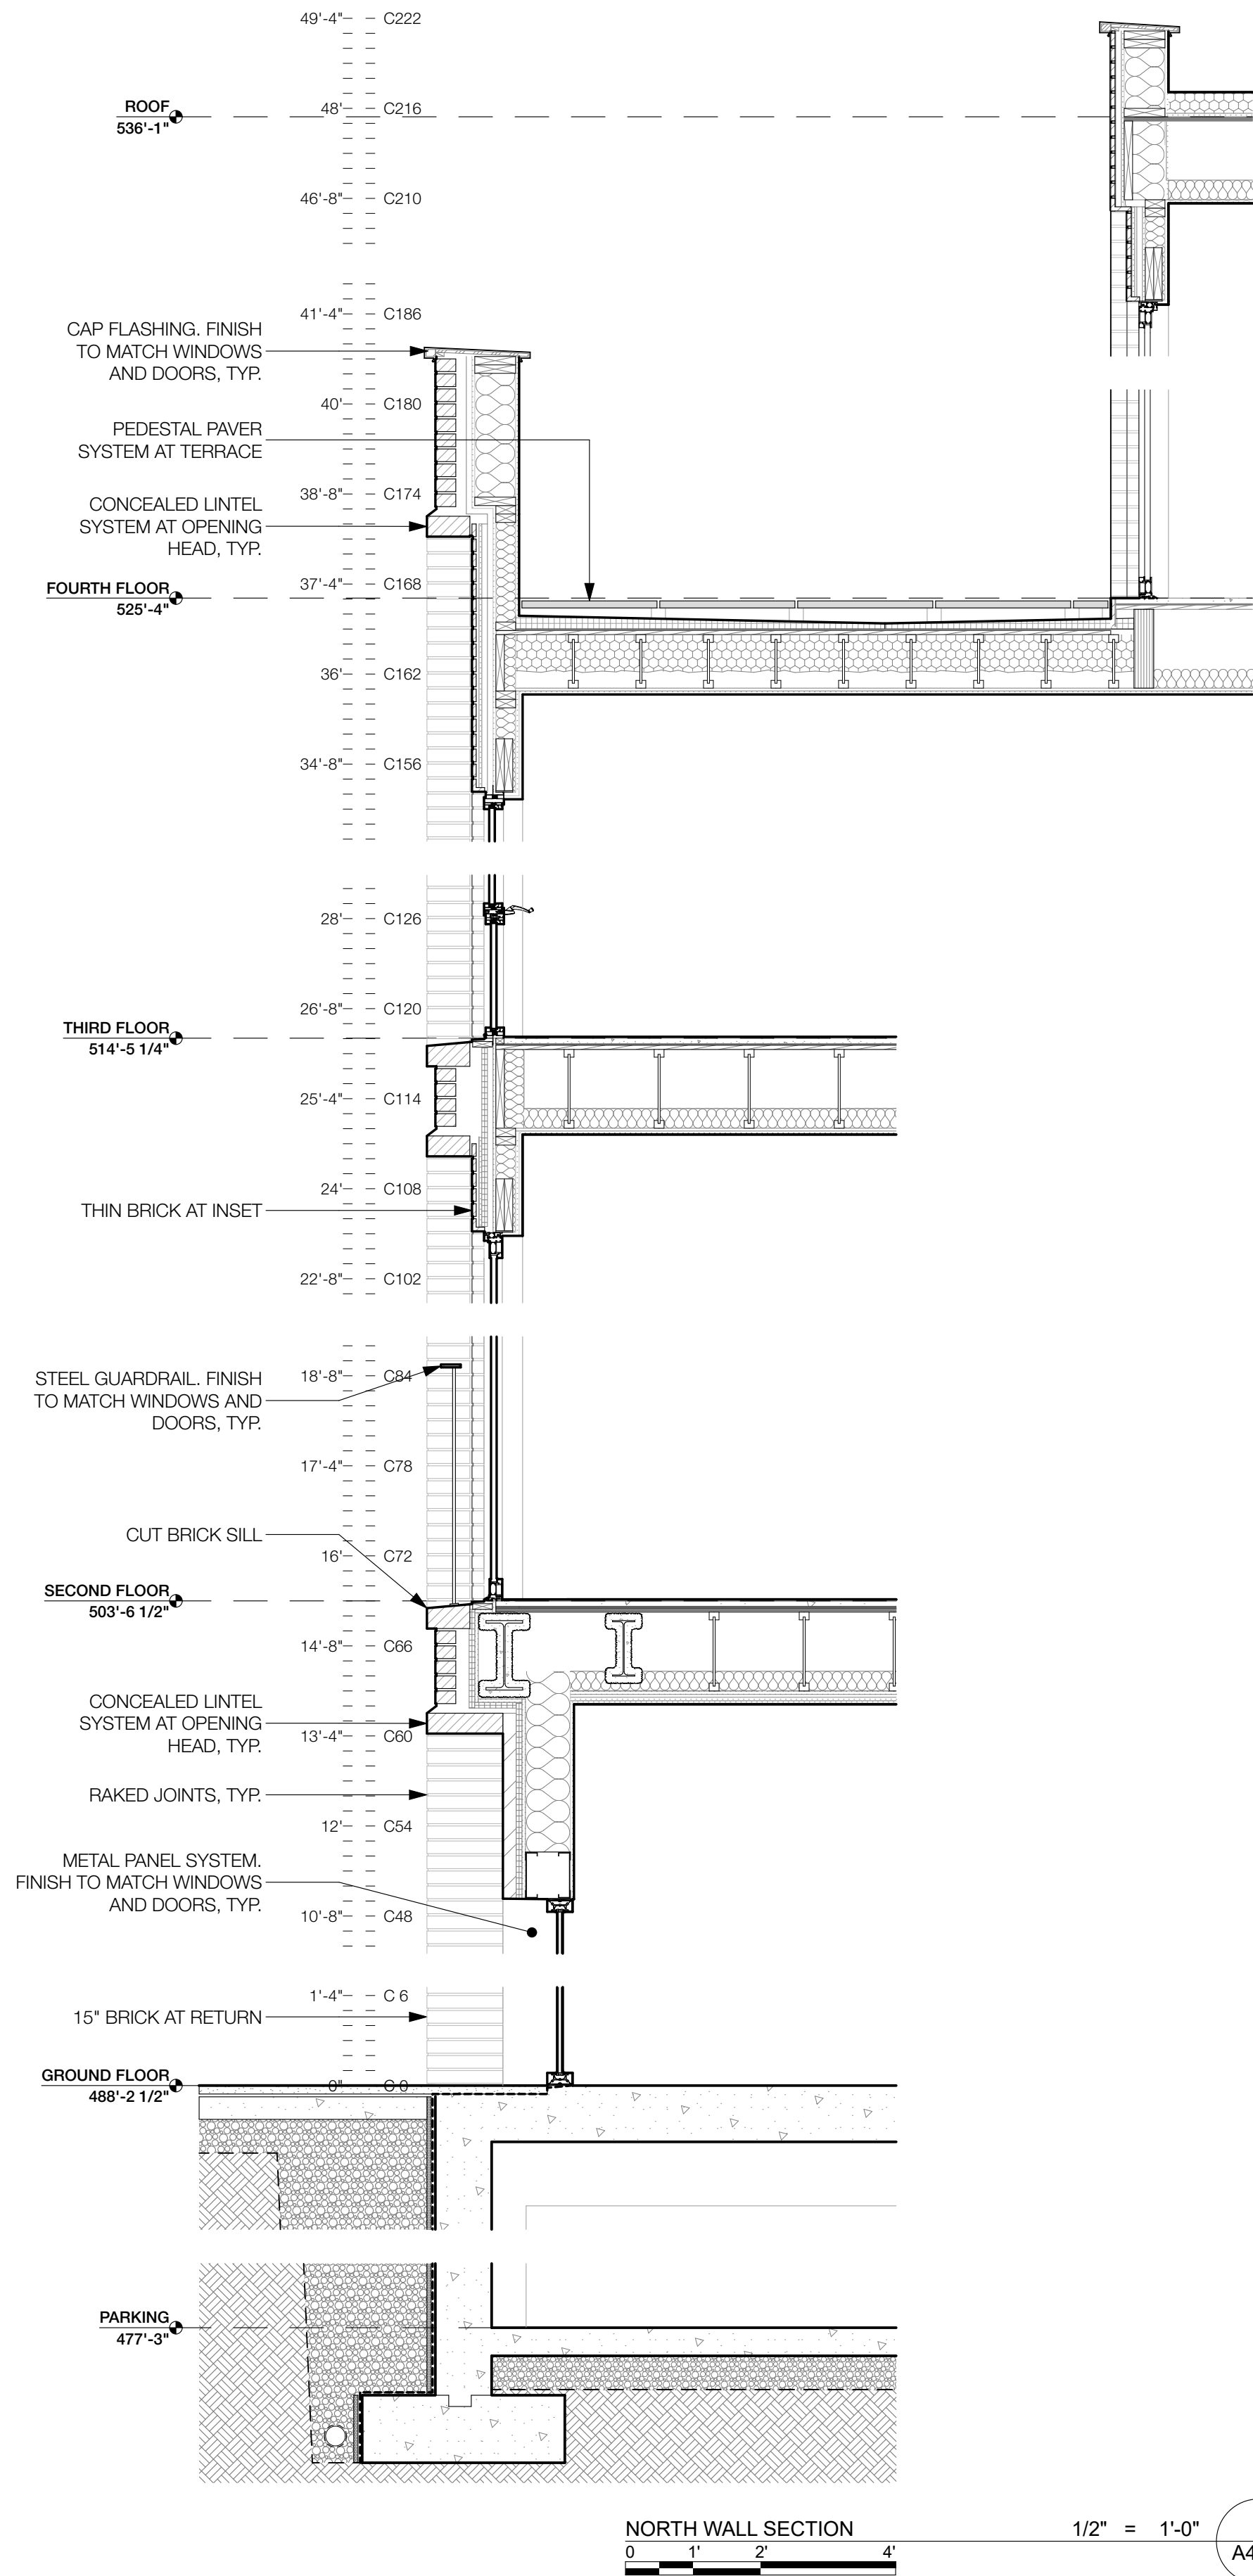 49'-4" C222
ROOF
536'-1"
48' C216
46'-8" C210
41'-4" C186
CAP FLASHING. FINISH
TO MATCH WINDOWS
AND DOORS, TYP.
40' C180
PEDESTAL PAVER
SYSTEM AT TERRACE
38'-8" C174
CONCEALED LINTEL
SYSTEM AT OPENING
HEAD, TYP.
37'-4" C168
FOURTH FLOOR
525'-4"
36' C162
34'-8" C156
28' C126
26'-8" C120
THIRD FLOOR
514'-5 1/4"
25'-4" C114
24' C108
THIN BRICK AT INSET
22'-8" C102
18'-8" C84
STEEL GUARDRAIL. FINISH
TO MATCH WINDOWS AND
DOORS, TYP.
17'-4" C78
CUT BRICK SILL
16' C72
SECOND FLOOR
503'-6 1/2"
14'-8" C66
CONCEALED LINTEL
SYSTEM AT OPENING
HEAD, TYP.
13'-4" C60
RAKED JOINTS, TYP.
12' C54
METAL PANEL SYSTEM.
FINISH TO MATCH WINDOWS
AND DOORS, TYP.
10'-8" C48
1'-4" C 6
15" BRICK AT RETURN
GROUND FLOOR
488'-2 1/2"
0" C 0
PARKING
477'-3"
NORTH WALL SECTION 1/2" = 1'-0"
0 1' 2' 4'
A4